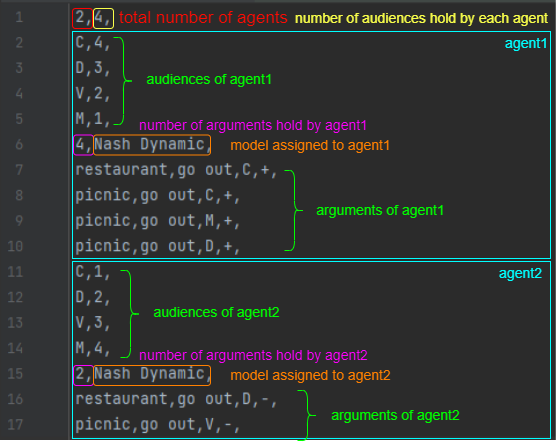 1 2,4, total number of agents number of audiences hold by each agent
2 C,4, agent1
3 D,3, audiences of agent1
4 V,2,
5 M,1, number of arguments hold by agent1
6 4,Nash Dynamic, model assigned to agent1
7 restaurant,go out,C,+,
8 picnic,go out,C,+, arguments of agent1
9 picnic,go out,M,+,
10 picnic,go out,D,+,
11 C,1, agent2
12 D,2, audiences of agent2
13 V,3,
14 M,4, number of arguments hold by agent2
15 2,Nash Dynamic, model assigned to agent2
16 restaurant,go out,D,-, arguments of agent2
17 picnic,go out,V,-,